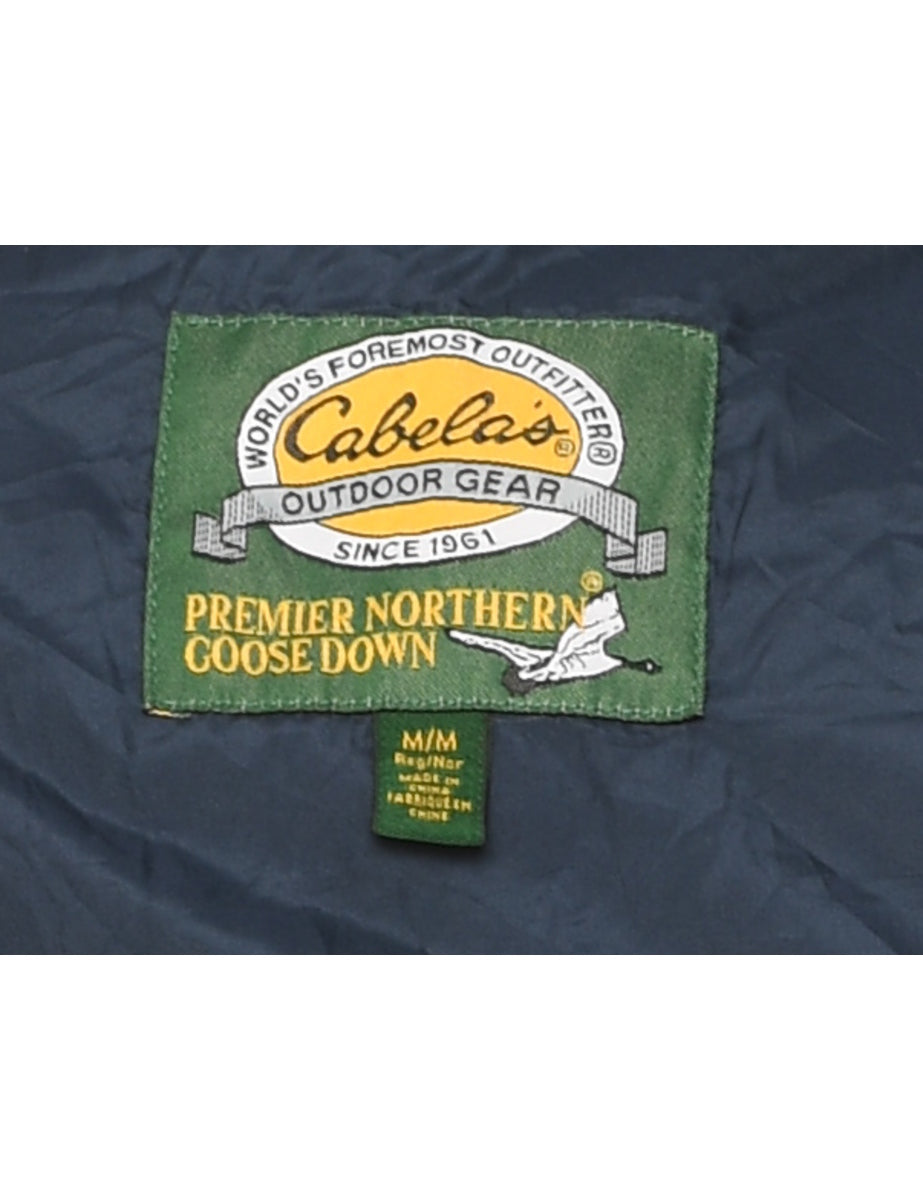 WORLD'S FOREMOST OUTFITTER®
Cabela's®
OUTDOOR GEAR
SINCE 1961
PREMIER NORTHERN®
GOOSE DOWN
M/M
Reg/Nor
MADE IN
CHINA
FABRIQUÉ EN
CHINE